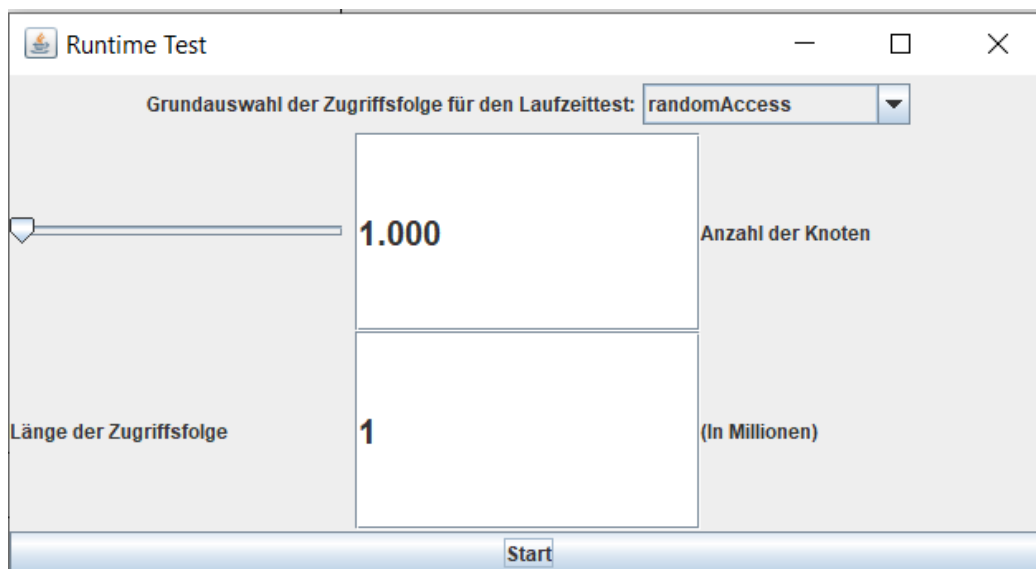 Runtime Test
Grundauswahl der Zugriffsfolge für den Laufzeittest: randomAccess
1.000 Anzahl der Knoten
Länge der Zugriffsfolge 1 (In Millionen)
Start